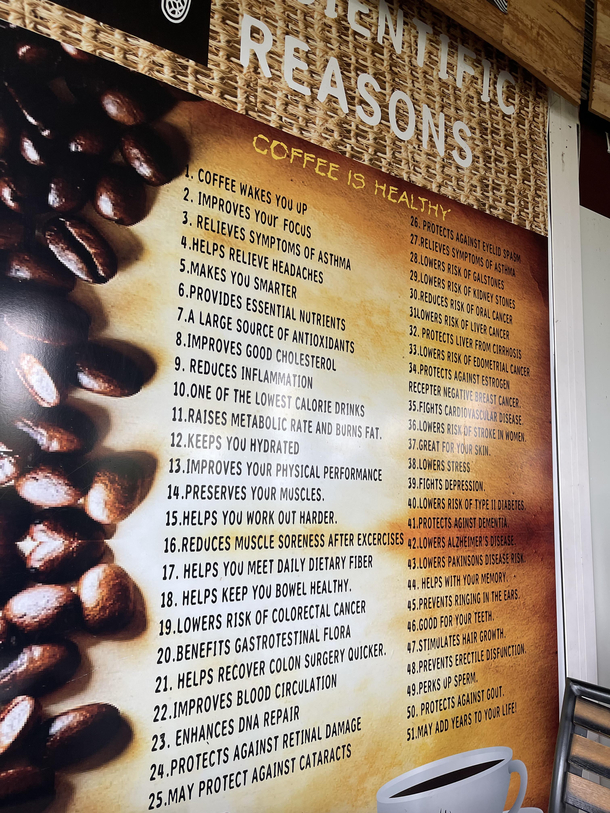 SCIENTIFIC
REASONS
COFFEE IS HEALTHY
1. COFFEE WAKES YOU UP
2. IMPROVES YOUR FOCUS
3. RELIEVES SYMPTOMS OF ASTHMA
4.HELPS RELIEVE HEADACHES
5.MAKES YOU SMARTER
6.PROVIDES ESSENTIAL NUTRIENTS
7.A LARGE SOURCE OF ANTIOXIDANTS
8.IMPROVES GOOD CHOLESTEROL
9. REDUCES INFLAMMATION
10.ONE OF THE LOWEST CALORIE DRINKS
11.RAISES METABOLIC RATE AND BURNS FAT.
12.KEEPS YOU HYDRATED
13.IMPROVES YOUR PHYSICAL PERFORMANCE
14.PRESERVES YOUR MUSCLES.
15.HELPS YOU WORK OUT HARDER.
16.REDUCES MUSCLE SORENESS AFTER EXCERCISES
17. HELPS YOU MEET DAILY DIETARY FIBER
18. HELPS KEEP YOU BOWEL HEALTHY.
19.LOWERS RISK OF COLORECTAL CANCER
20.BENEFITS GASTROTESTINAL FLORA
21. HELPS RECOVER COLON SURGERY QUICKER.
22.IMPROVES BLOOD CIRCULATION
23. ENHANCES DNA REPAIR
24.PROTECTS AGAINST RETINAL DAMAGE
25.MAY PROTECT AGAINST CATARACTS
26. PROTECTS AGAINST EYELID SPASM
27.RELIEVES SYMPTOMS OF ASTHMA
28.LOWERS RISK OF GALSTONES
29.LOWERS RISK OF KIDNEY STONES
30.REDUCES RISK OF ORAL CANCER
31LOWERS RISK OF LIVER CANCER
32. PROTECTS LIVER FROM CIRRHOSIS
33.LOWERS RISK OF EDOMETRIAL CANCER
34.PROTECTS AGAINST ESTROGEN
RECEPTER NEGATIVE BREAST CANCER.
35.FIGHTS CARDIOVASCULAR DISEASE.
36.LOWERS RISK OF STROKE IN WOMEN.
37.GREAT FOR YOUR SKIN.
38.LOWERS STRESS
39.FIGHTS DEPRESSION.
40.LOWERS RISK OF TYPE II DIABETES.
41.PROTECTS AGINST DEMENTIA.
42.LOWERS ALZHEIMER'S DISEASE.
43.LOWERS PAKINSONS DISEASE RISK.
44. HELPS WITH YOUR MEMORY.
45.PREVENTS RINGING IN THE EARS.
46.GOOD FOR YOUR TEETH.
47.STIMULATES HAIR GROWTH.
48.PREVENTS ERECTILE DISFUNCTION.
49.PERKS UP SPERM.
50. PROTECTS AGAINST GOUT.
51.MAY ADD YEARS TO YOUR LIFE!